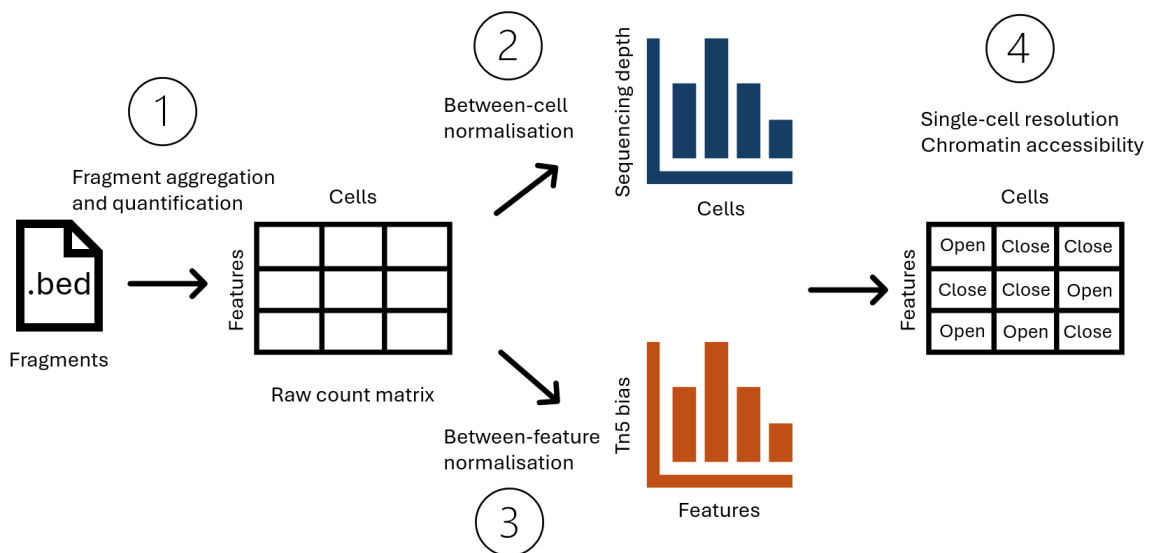 1
Fragment aggregation
and quantification
.bed
Fragments
Cells
Features
Raw count matrix
2
Between-cell
normalisation
Sequencing depth
Cells
Between-feature
normalisation
3
Tn5 bias
Features
4
Single-cell resolution
Chromatin accessibility
Cells
Features
Open Close Close
Close Close Open
Open Open Close